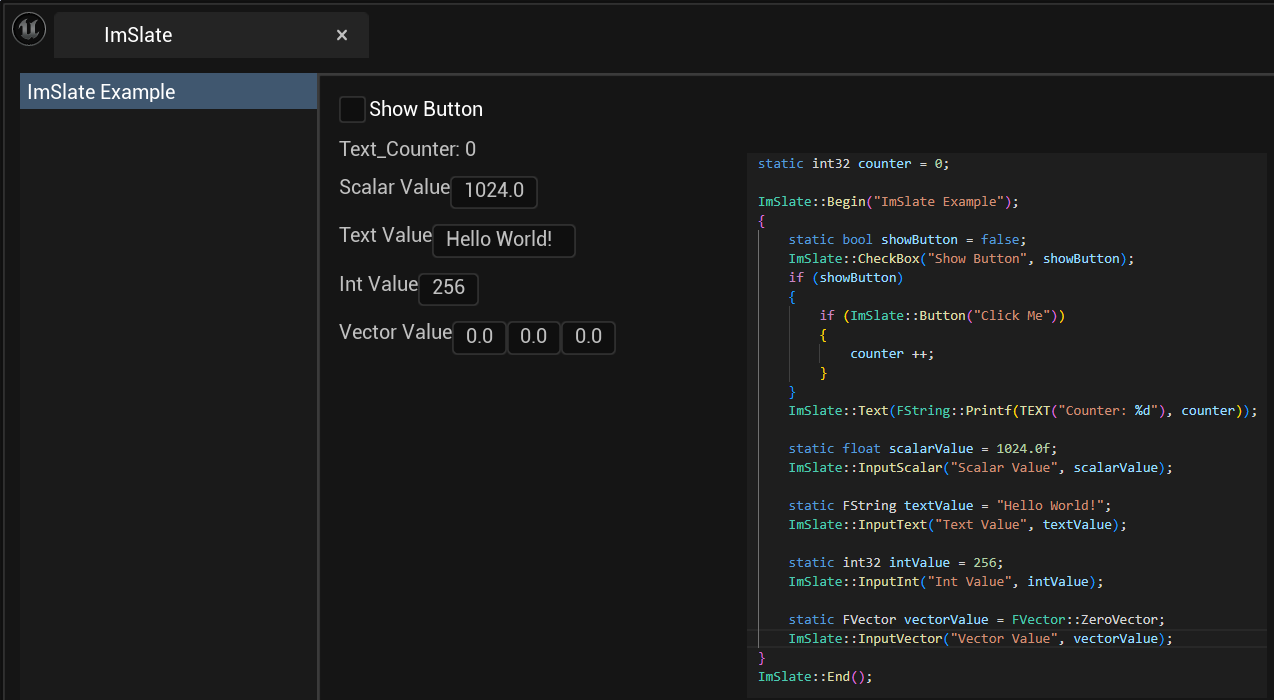 ImSlate
ImSlate Example
Show Button
Text_Counter: 0
Scalar Value 1024.0
Text Value Hello World!
Int Value 256
Vector Value 0.0 0.0 0.0
static int32 counter = 0;
ImSlate::Begin("ImSlate Example");
{
static bool showButton = false;
ImSlate::CheckBox("Show Button", showButton);
if (showButton)
{
if (ImSlate::Button("Click Me"))
{
counter ++;
}
}
ImSlate::Text(FString::Printf(TEXT("Counter: %d"), counter));
static float scalarValue = 1024.0f;
ImSlate::InputScalar("Scalar Value", scalarValue);
static FString textValue = "Hello World!";
ImSlate::InputText("Text Value", textValue);
static int32 intValue = 256;
ImSlate::InputInt("Int Value", intValue);
static FVector vectorValue = FVector::ZeroVector;
ImSlate::InputVector("Vector Value", vectorValue);
}
ImSlate::End();